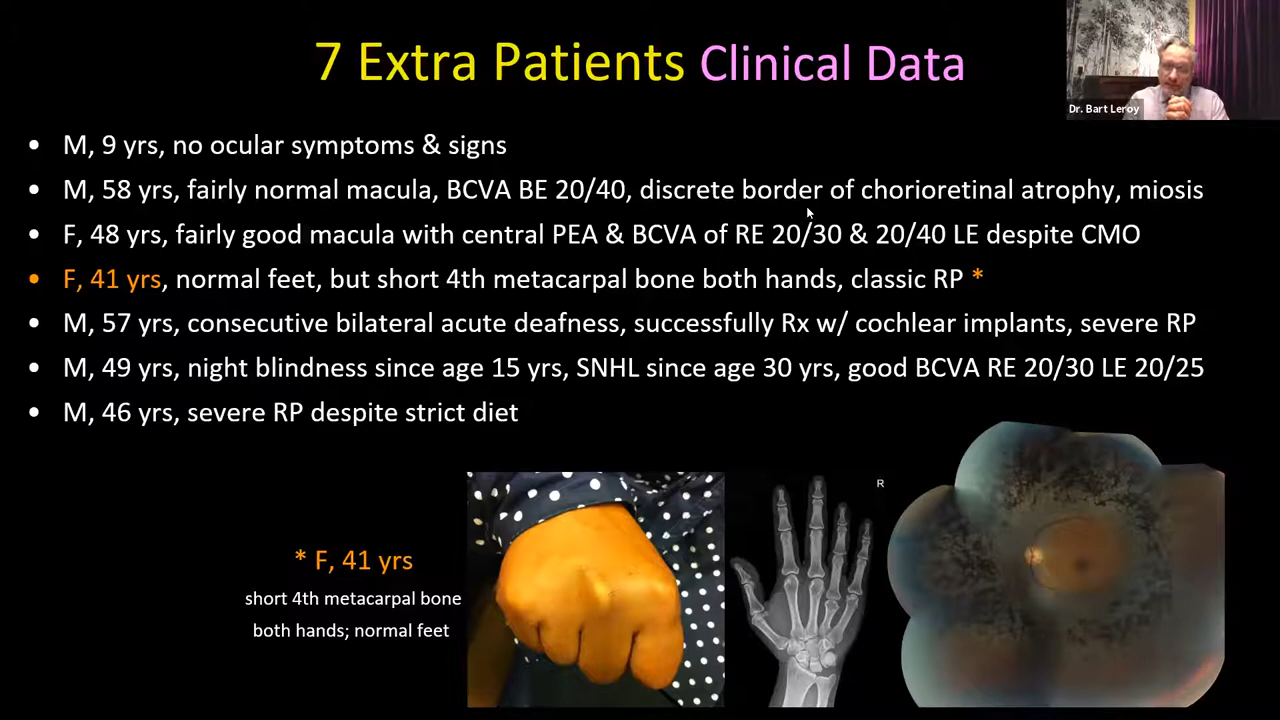 7 Extra Patients Clinical Data
Dr. Bart Leroy
• M, 9 yrs, no ocular symptoms & signs
• M, 58 yrs, fairly normal macula, BCVA BE 20/40, discrete border of chorioretinal atrophy, miosis
• F, 48 yrs, fairly good macula with central PEA & BCVA of RE 20/30 & 20/40 LE despite CMO
• F, 41 yrs, normal feet, but short 4th metacarpal bone both hands, classic RP *
• M, 57 yrs, consecutive bilateral acute deafness, successfully Rx w/ cochlear implants, severe RP
• M, 49 yrs, night blindness since age 15 yrs, SNHL since age 30 yrs, good BCVA RE 20/30 LE 20/25
• M, 46 yrs, severe RP despite strict diet
* F, 41 yrs
short 4th metacarpal bone
both hands; normal feet
R